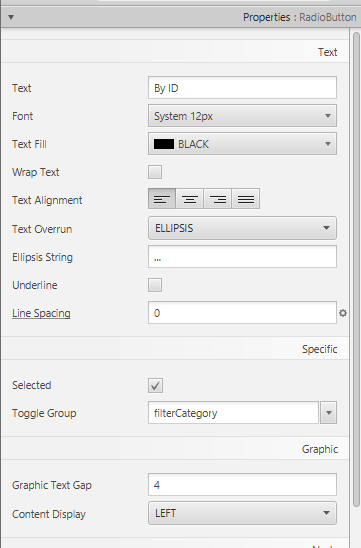 Properties : RadioButton
Text
Text By ID
Font System 12px
Text Fill BLACK
Wrap Text
Text Alignment
Text Overrun ELLIPSIS
Ellipsis String ...
Underline
Line Spacing 0
Specific
Selected
Toggle Group filterCategory
Graphic
Graphic Text Gap 4
Content Display LEFT